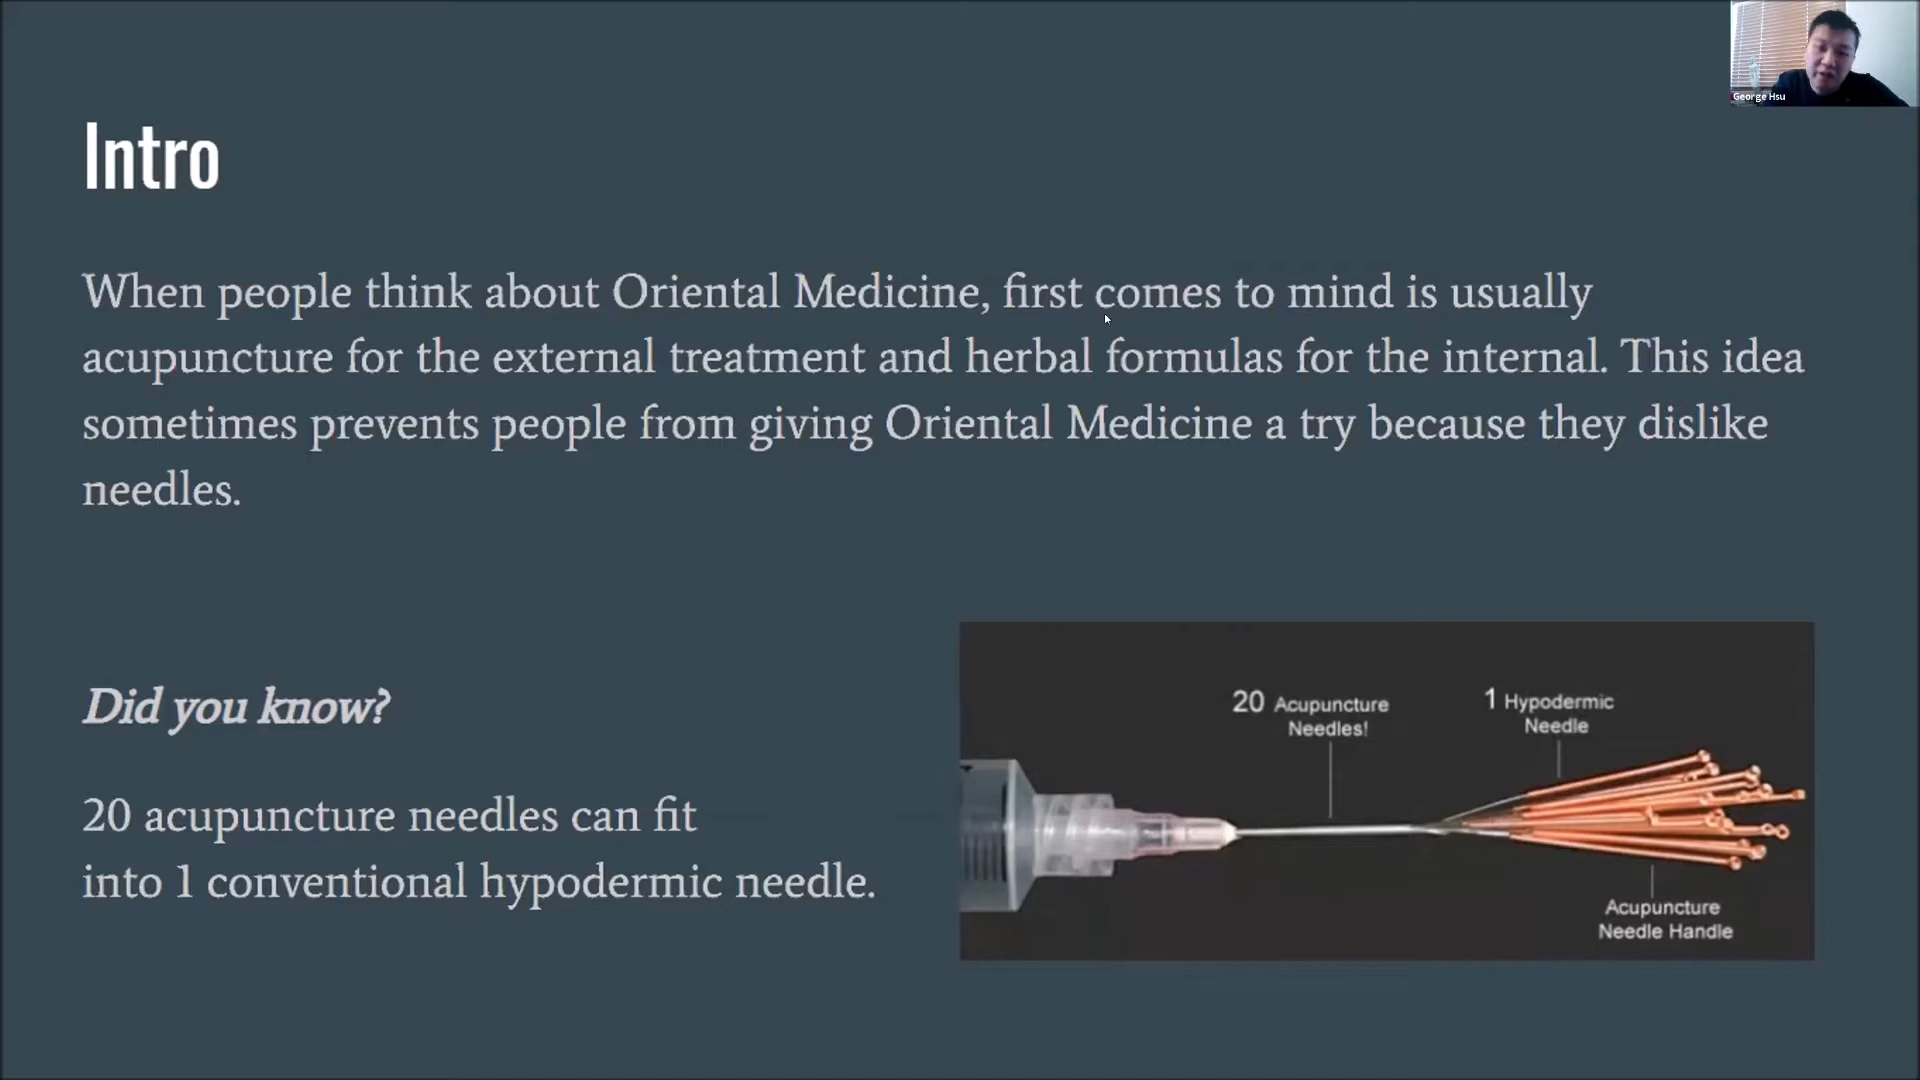 George Hsu
Intro
When people think about Oriental Medicine, first comes to mind is usually
acupuncture for the external treatment and herbal formulas for the internal. This idea
sometimes prevents people from giving Oriental Medicine a try because they dislike
needles.
Did you know?
20 acupuncture needles can fit
into 1 conventional hypodermic needle.
20 Acupuncture
Needles!
1 Hypodermic
Needle
Acupuncture
Needle Handle